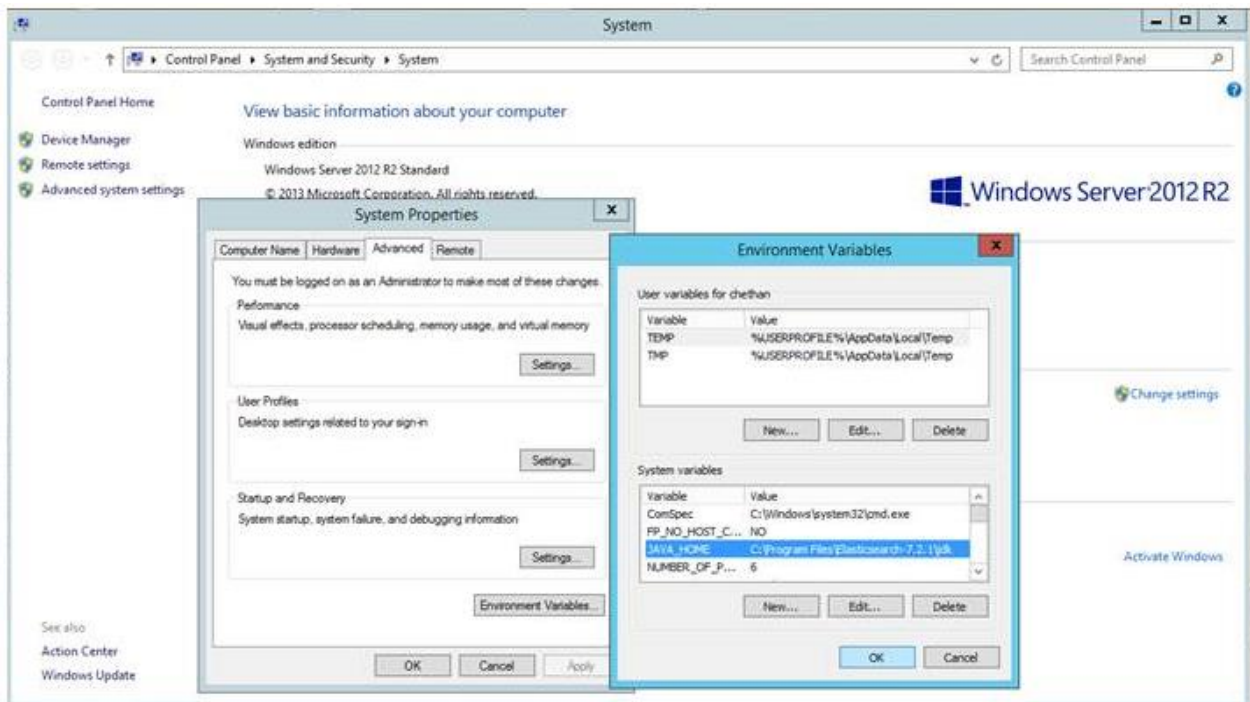 System
Control Panel ▸ System and Security ▸ System
Search Control Panel
Control Panel Home
Device Manager
Remote settings
Advanced system settings
See also
Action Center
Windows Update
View basic information about your computer
Windows edition
Windows Server 2012 R2 Standard
© 2013 Microsoft Corporation. All rights reserved.
Windows Server 2012 R2
Change settings
Activate Windows
System Properties
Computer Name Hardware Advanced Remote
You must be logged on as an Administrator to make most of these changes.
Performance
Visual effects, processor scheduling, memory usage, and virtual memory
Settings...
User Profiles
Desktop settings related to your sign-in
Settings...
Startup and Recovery
System startup, system failure, and debugging information
Settings...
Environment Variables...
OK Cancel Apply
Environment Variables
User variables for chethan
Variable Value
TEMP %USERPROFILE%\AppData\Local\Temp
TMP %USERPROFILE%\AppData\Local\Temp
New... Edit... Delete
System variables
Variable Value
ComSpec C:\Windows\system32\cmd.exe
FP_NO_HOST_C... NO
JAVA_HOME C:\Program Files\Elasticsearch-7.2.1\jdk
NUMBER_OF_P... 6
New... Edit... Delete
OK Cancel